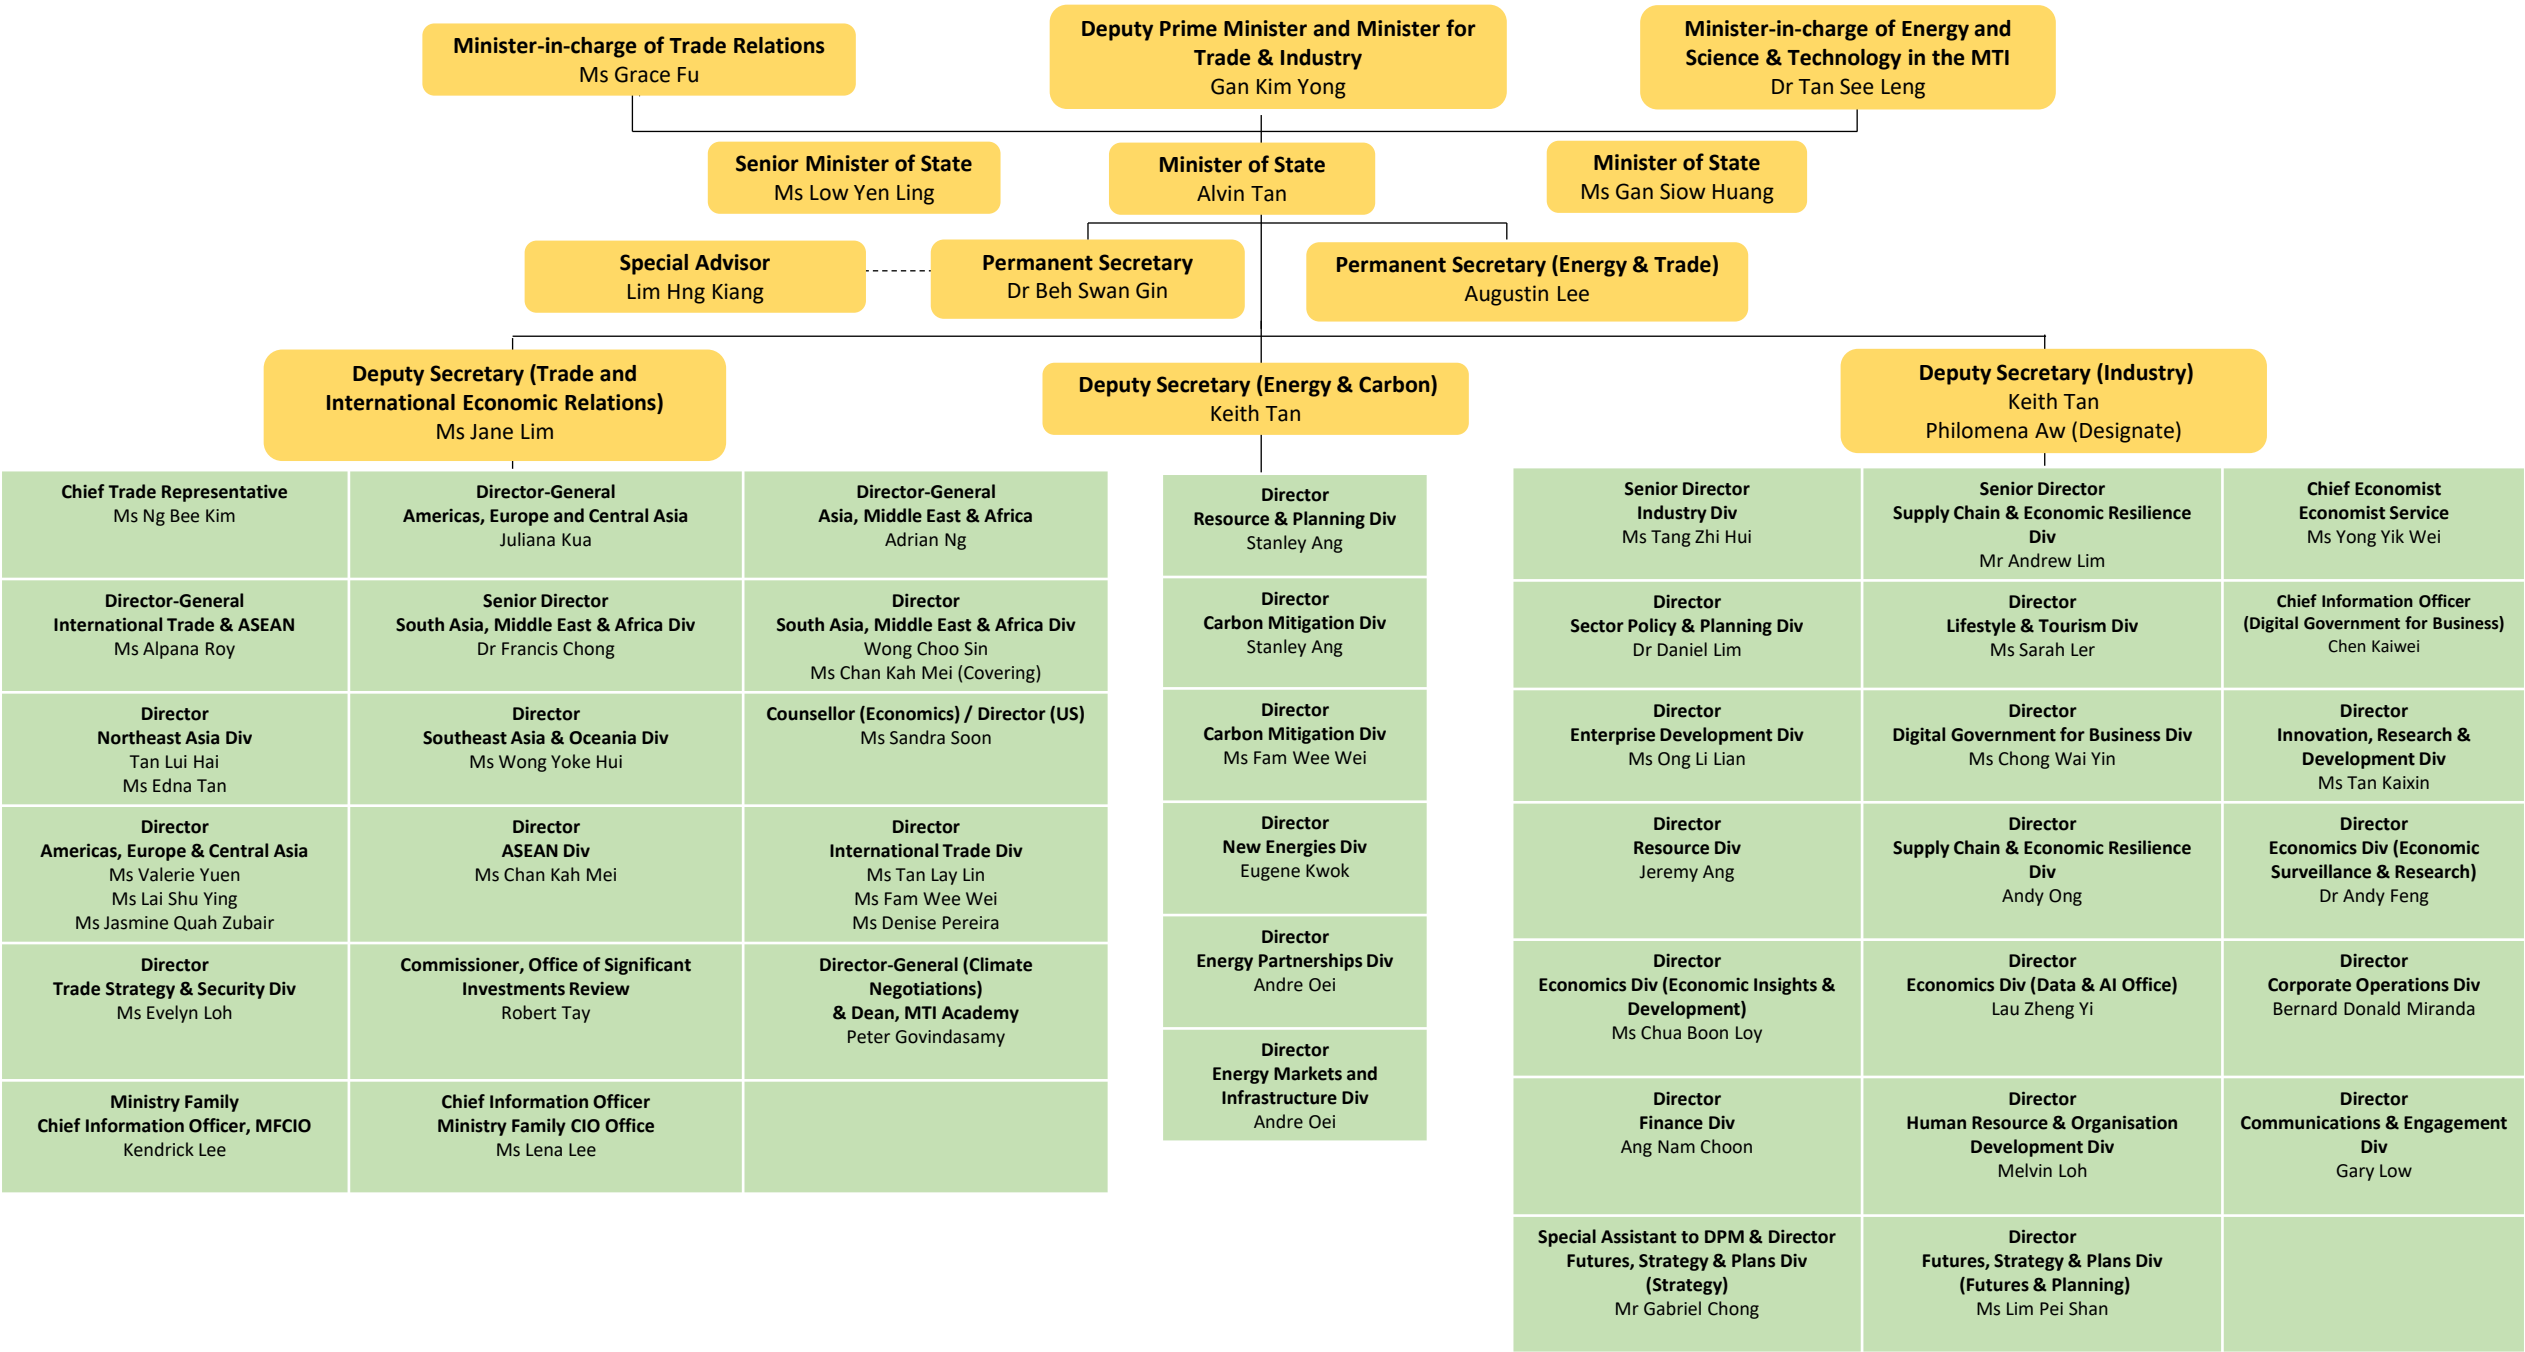 Minister-in-charge of Trade Relations
Ms Grace Fu
Deputy Prime Minister and Minister for
Trade & Industry
Gan Kim Yong
Minister-in-charge of Energy and
Science & Technology in the MTI
Dr Tan See Leng
Senior Minister of State
Ms Low Yen Ling
Minister of State
Alvin Tan
Minister of State
Ms Gan Siow Huang
Special Advisor
Lim Hng Kiang
Permanent Secretary
Dr Beh Swan Gin
Permanent Secretary (Energy & Trade)
Augustin Lee
Deputy Secretary (Trade and
International Economic Relations)
Ms Jane Lim
Deputy Secretary (Energy & Carbon)
Keith Tan
Deputy Secretary (Industry)
Keith Tan
Philomena Aw (Designate)
Chief Trade Representative
Ms Ng Bee Kim
Director-General
Americas, Europe and Central Asia
Juliana Kua
Director-General
Asia, Middle East & Africa
Adrian Ng
Director-General
International Trade & ASEAN
Ms Alpana Roy
Senior Director
South Asia, Middle East & Africa Div
Dr Francis Chong
Director
South Asia, Middle East & Africa Div
Wong Choo Sin
Ms Chan Kah Mei (Covering)
Director
Northeast Asia Div
Tan Lui Hai
Ms Edna Tan
Director
Southeast Asia & Oceania Div
Ms Wong Yoke Hui
Counsellor (Economics) / Director (US)
Ms Sandra Soon
Director
Americas, Europe & Central Asia
Ms Valerie Yuen
Ms Lai Shu Ying
Ms Jasmine Quah Zubair
Director
ASEAN Div
Ms Chan Kah Mei
Director
International Trade Div
Ms Tan Lay Lin
Ms Fam Wee Wei
Ms Denise Pereira
Director
Trade Strategy & Security Div
Ms Evelyn Loh
Commissioner, Office of Significant
Investments Review
Robert Tay
Director-General (Climate
Negotiations)
& Dean, MTI Academy
Peter Govindasamy
Ministry Family
Chief Information Officer, MFCIO
Kendrick Lee
Chief Information Officer
Ministry Family CIO Office
Ms Lena Lee
Director
Resource & Planning Div
Stanley Ang
Director
Carbon Mitigation Div
Stanley Ang
Director
Carbon Mitigation Div
Ms Fam Wee Wei
Director
New Energies Div
Eugene Kwok
Director
Energy Partnerships Div
Andre Oei
Director
Energy Markets and
Infrastructure Div
Andre Oei
Senior Director
Industry Div
Ms Tang Zhi Hui
Senior Director
Supply Chain & Economic Resilience
Div
Mr Andrew Lim
Chief Economist
Economist Service
Ms Yong Yik Wei
Director
Sector Policy & Planning Div
Dr Daniel Lim
Director
Lifestyle & Tourism Div
Ms Sarah Ler
Chief Information Officer
(Digital Government for Business)
Chen Kaiwei
Director
Enterprise Development Div
Ms Ong Li Lian
Director
Digital Government for Business Div
Ms Chong Wai Yin
Director
Innovation, Research &
Development Div
Ms Tan Kaixin
Director
Resource Div
Jeremy Ang
Director
Supply Chain & Economic Resilience
Div
Andy Ong
Director
Economics Div (Economic
Surveillance & Research)
Dr Andy Feng
Director
Economics Div (Economic Insights &
Development)
Ms Chua Boon Loy
Director
Economics Div (Data & AI Office)
Lau Zheng Yi
Director
Corporate Operations Div
Bernard Donald Miranda
Director
Finance Div
Ang Nam Choon
Director
Human Resource & Organisation
Development Div
Melvin Loh
Director
Communications & Engagement
Div
Gary Low
Special Assistant to DPM & Director
Futures, Strategy & Plans Div
(Strategy)
Mr Gabriel Chong
Director
Futures, Strategy & Plans Div
(Futures & Planning)
Ms Lim Pei Shan